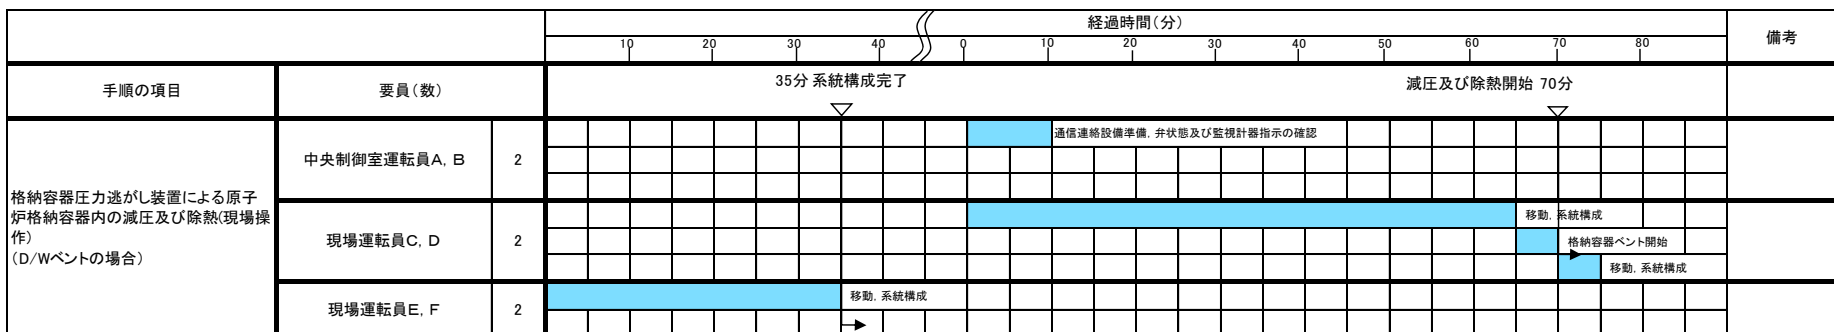 経過時間(分)
備考
10 20 30 40 0 10 20 30 40 50 60 70 80
手順の項目
要員(数)
35分 系統構成完了
減圧及び除熱開始 70分
格納容器圧力逃がし装置による原子
炉格納容器内の減圧及び除熱(現場操
作)
(D/Wベントの場合)
中央制御室運転員A, B
2
通信連絡設備準備, 弁状態及び監視計器指示の確認
現場運転員C, D
2
移動, 系統構成
格納容器ベント開始
移動, 系統構成
現場運転員E, F
2
移動, 系統構成